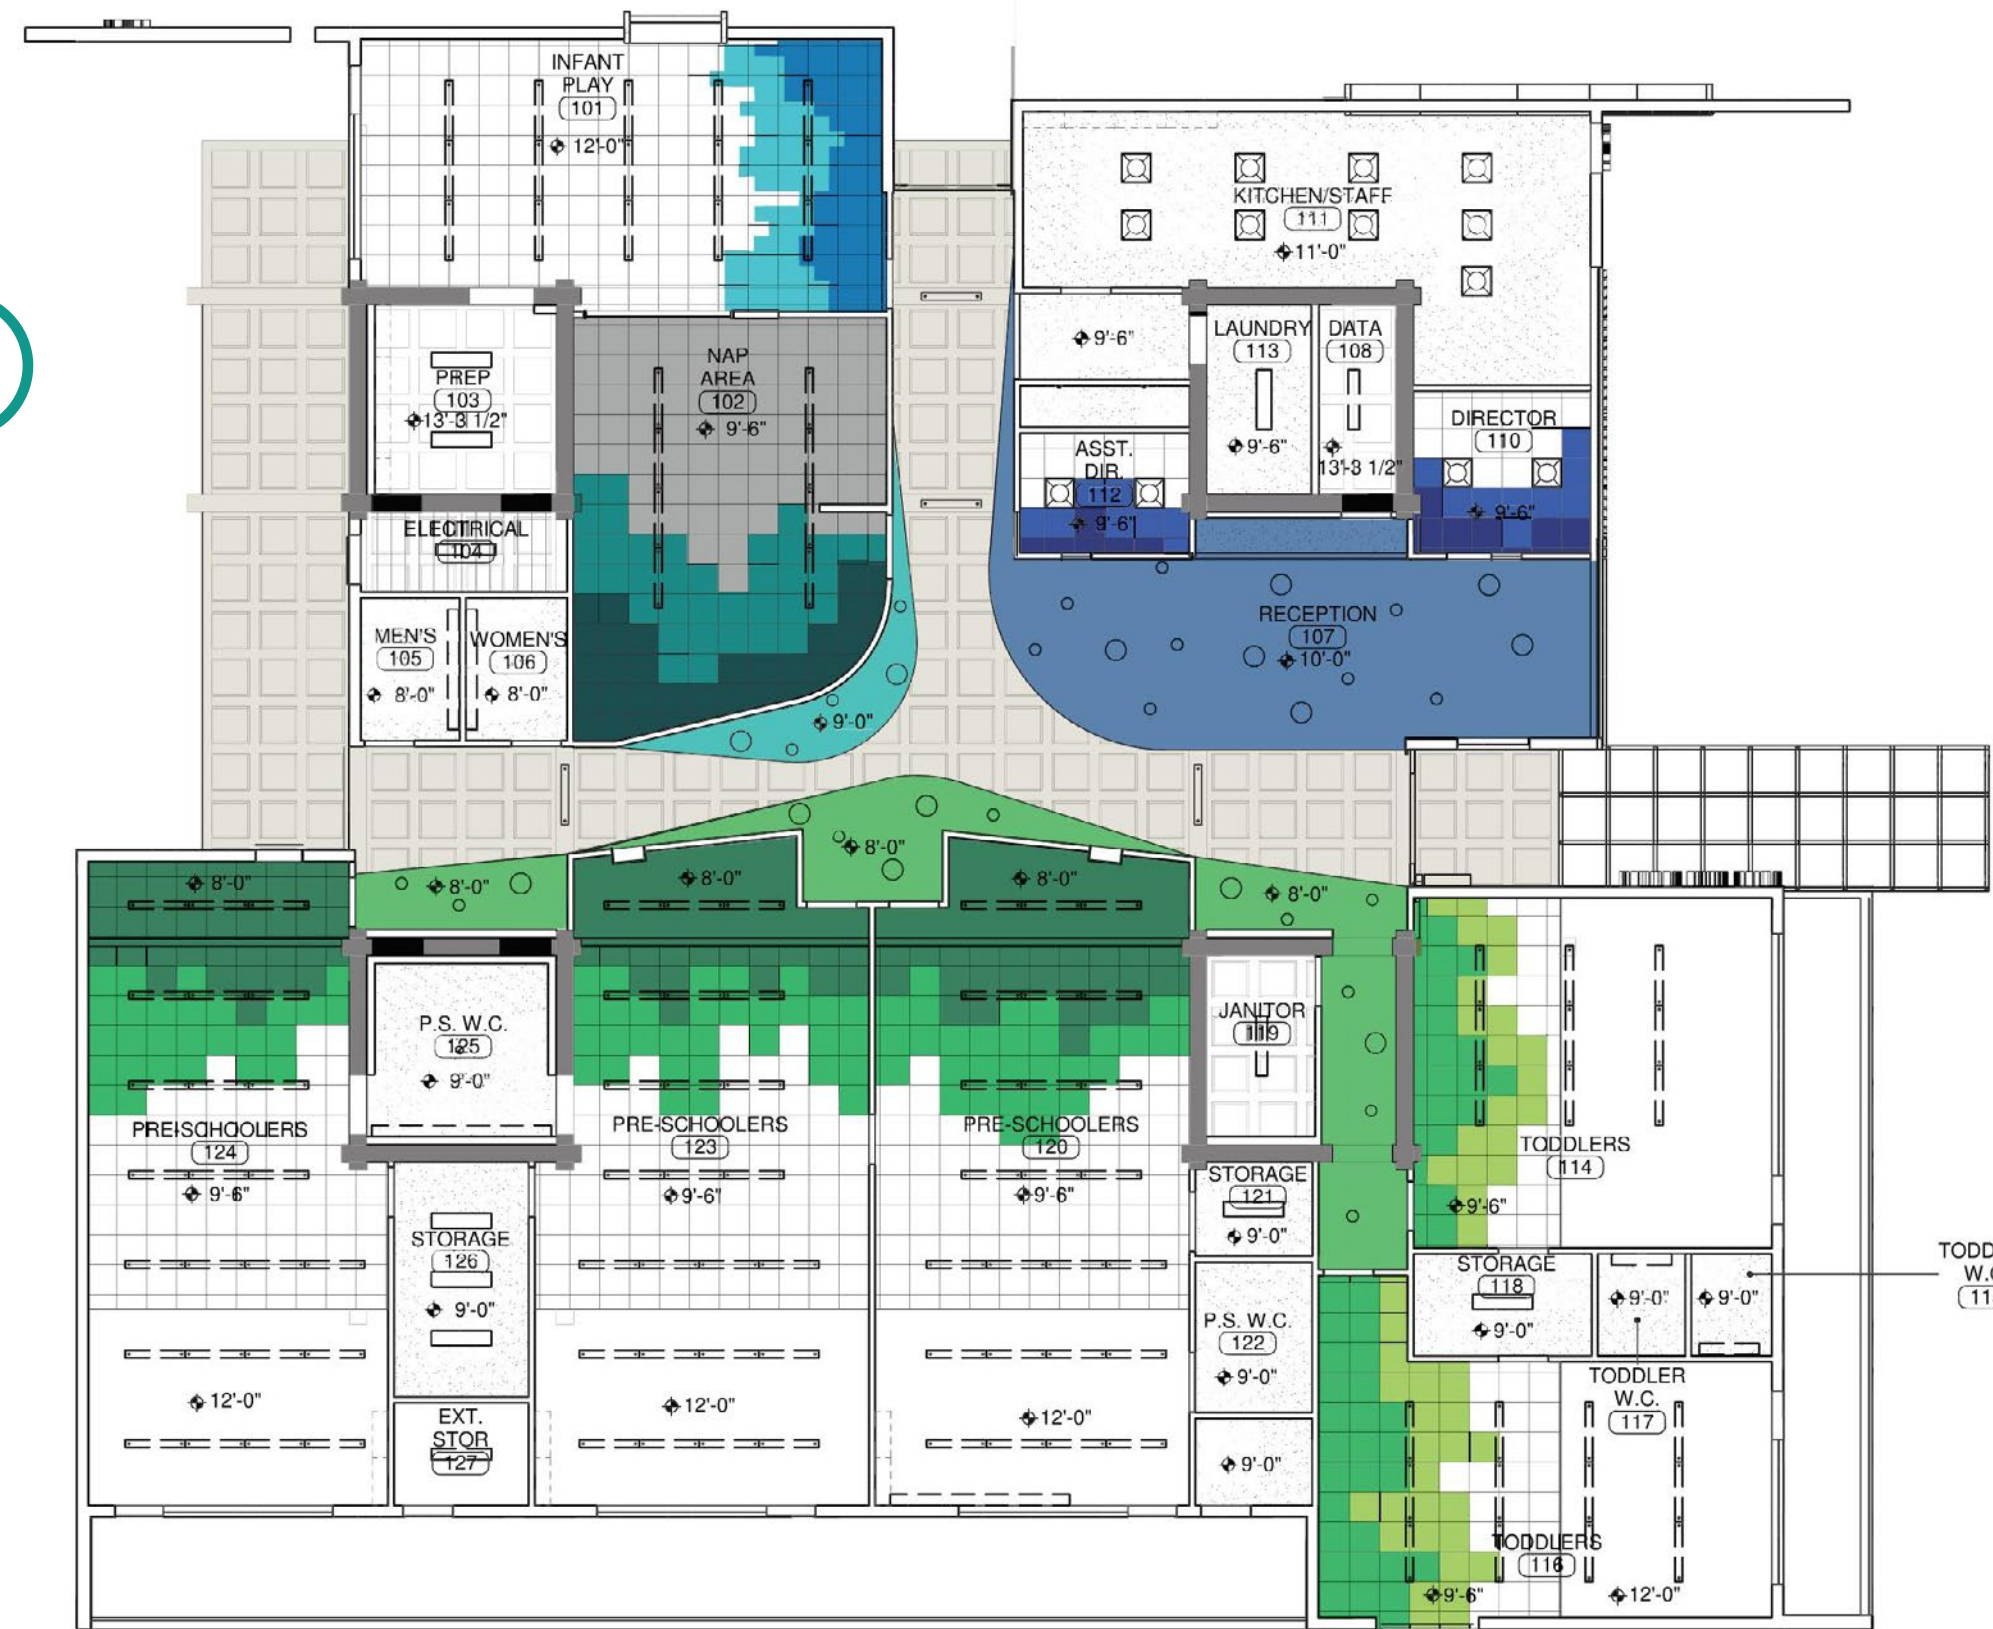 INFANT
PLAY
101
12'-0"
KITCHEN/STAFF
111
11'-0"
PREP
103
13'-3 1/2"
NAP
AREA
102
9'-6"
9'-6"
LAUNDRY
113
9'-6"
DATA
108
13'-3 1/2"
DIRECTOR
110
9'-6"
ASST.
DIR.
112
9'-6"
ELECTRICAL
104
MEN'S
105
8'-0"
WOMEN'S
106
8'-0"
9'-0"
RECEPTION
107
10'-0"
8'-0"
8'-0"
8'-0"
8'-0"
8'-0"
8'-0"
8'-0"
P.S. W.C.
125
9'-0"
JANITOR
119
PRE-SCHOOLERS
124
9'-6"
PRE-SCHOOLERS
123
9'-6"
PRE-SCHOOLERS
120
9'-6"
TODDLERS
114
9'-6"
STORAGE
121
9'-0"
STORAGE
126
9'-0"
STORAGE
118
9'-0"
9'-0"
9'-0"
TODD
W.
11
P.S. W.C.
122
9'-0"
12'-0"
12'-0"
12'-0"
TODDLER
W.C.
117
EXT.
STOR
127
9'-0"
TODDLERS
116
9'-6"
12'-0"